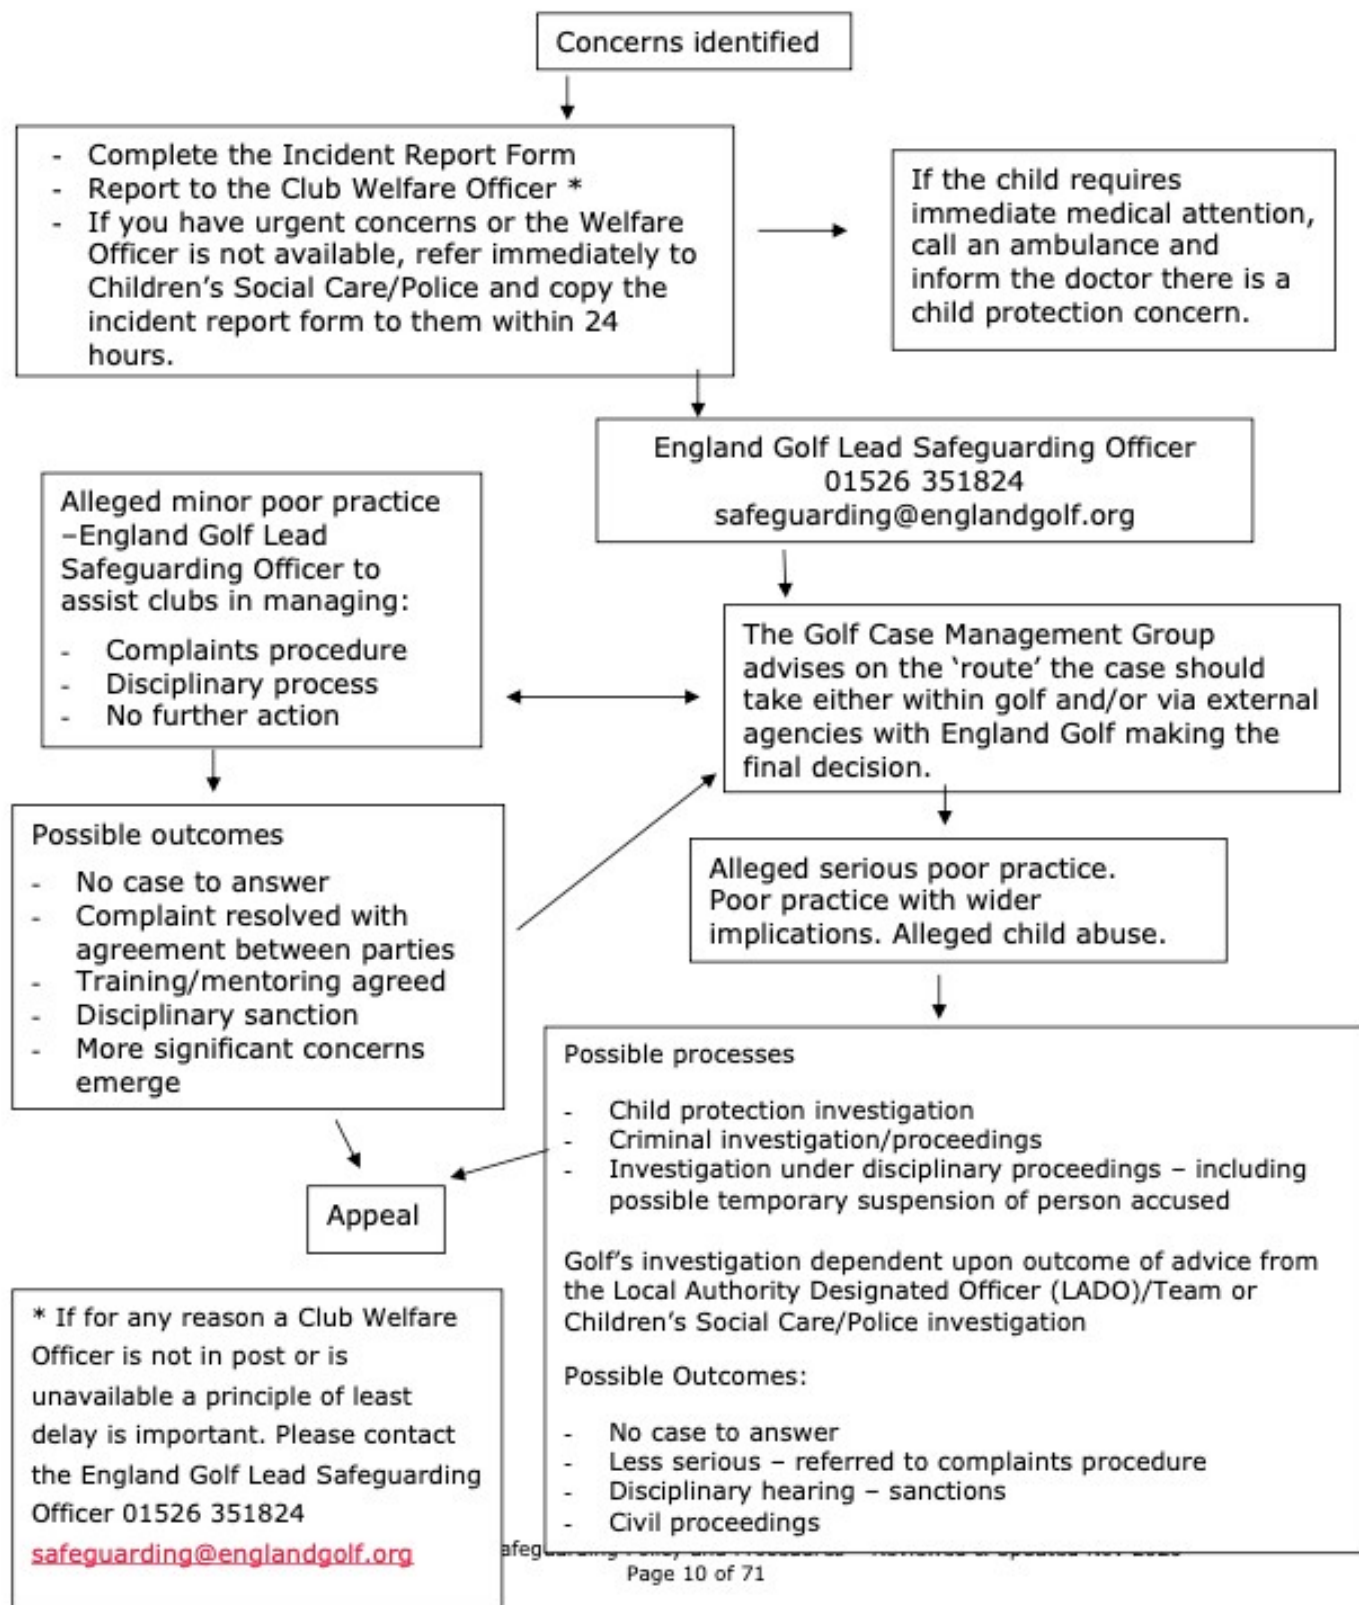 Concerns identified
- Complete the Incident Report Form
- Report to the Club Welfare Officer *
- If you have urgent concerns or the Welfare
Officer is not available, refer immediately to
Children's Social Care/Police and copy the
incident report form to them within 24
hours.
If the child requires
immediate medical attention,
call an ambulance and
inform the doctor there is a
child protection concern.
England Golf Lead Safeguarding Officer
01526 351824
safeguarding@englandgolf.org
Alleged minor poor practice
–England Golf Lead
Safeguarding Officer to
assist clubs in managing:
- Complaints procedure
- Disciplinary process
- No further action
The Golf Case Management Group
advises on the ‘route’ the case should
take either within golf and/or via external
agencies with England Golf making the
final decision.
Possible outcomes
- No case to answer
- Complaint resolved with
agreement between parties
- Training/mentoring agreed
- Disciplinary sanction
- More significant concerns
emerge
Alleged serious poor practice.
Poor practice with wider
implications. Alleged child abuse.
Possible processes
- Child protection investigation
- Criminal investigation/proceedings
- Investigation under disciplinary proceedings – including
possible temporary suspension of person accused
Golf's investigation dependent upon outcome of advice from
the Local Authority Designated Officer (LADO)/Team or
Children's Social Care/Police investigation
Possible Outcomes:
- No case to answer
- Less serious – referred to complaints procedure
- Disciplinary hearing – sanctions
- Civil proceedings
Appeal
* If for any reason a Club Welfare
Officer is not in post or is
unavailable a principle of least
delay is important. Please contact
the England Golf Lead Safeguarding
Officer 01526 351824
safeguarding@englandgolf.org
Page 10 of 71